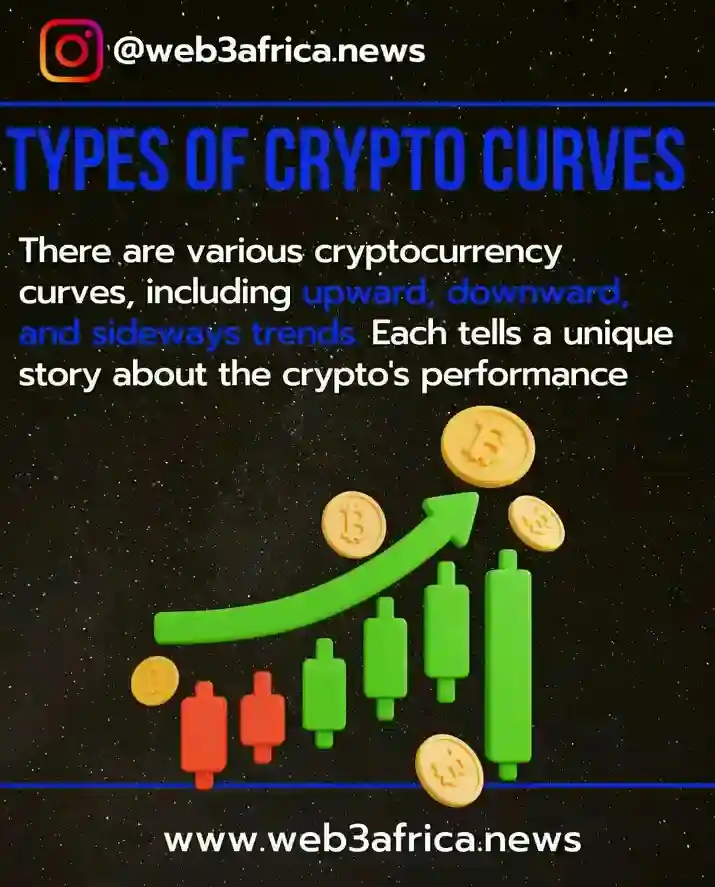 @web3africa.news
TYPES OF CRYPTO CURVES
There are various cryptocurrency
curves, including upward, downward,
and sideways trends. Each tells a unique
story about the crypto's performance
www.web3africa.news